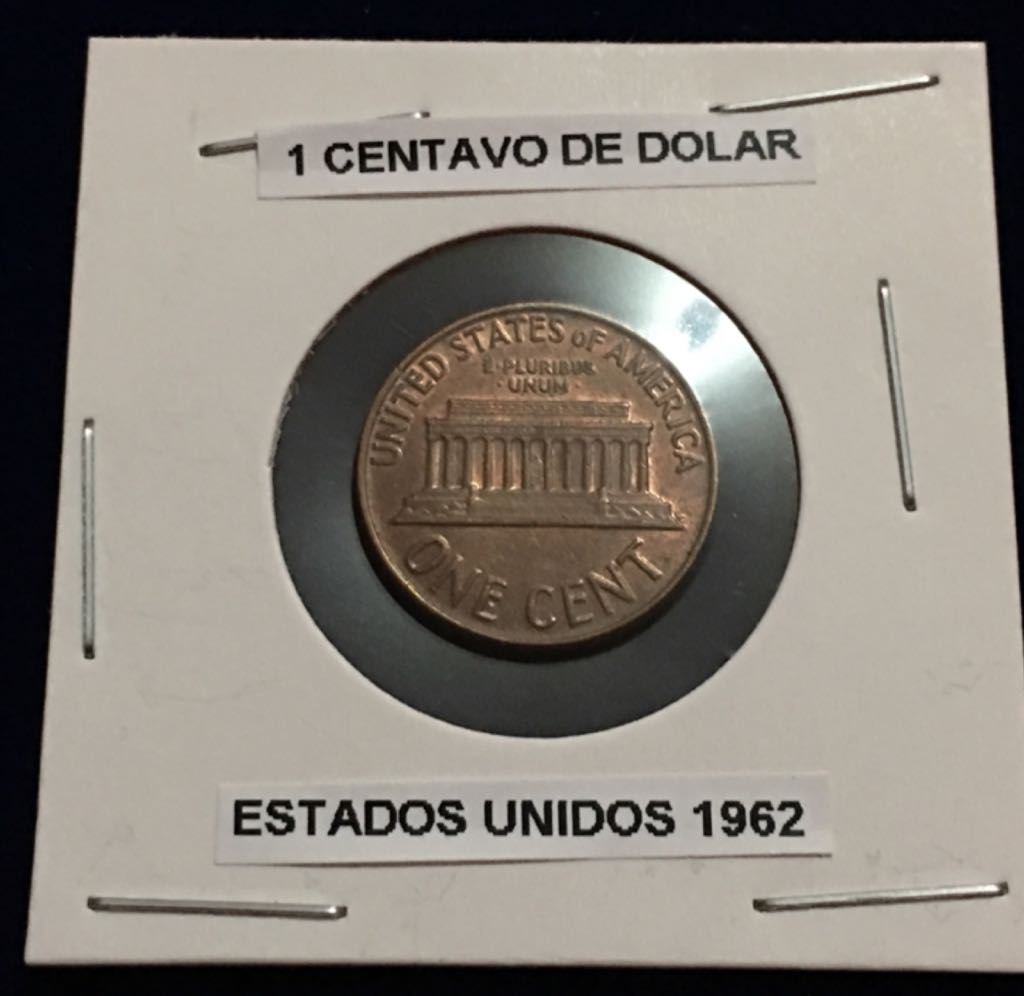 1 CENTAVO DE DOLAR
UNITED STATES OF AMERICA
E·PLURIBUS
·UNUM·
ONE CENT
ESTADOS UNIDOS 1962